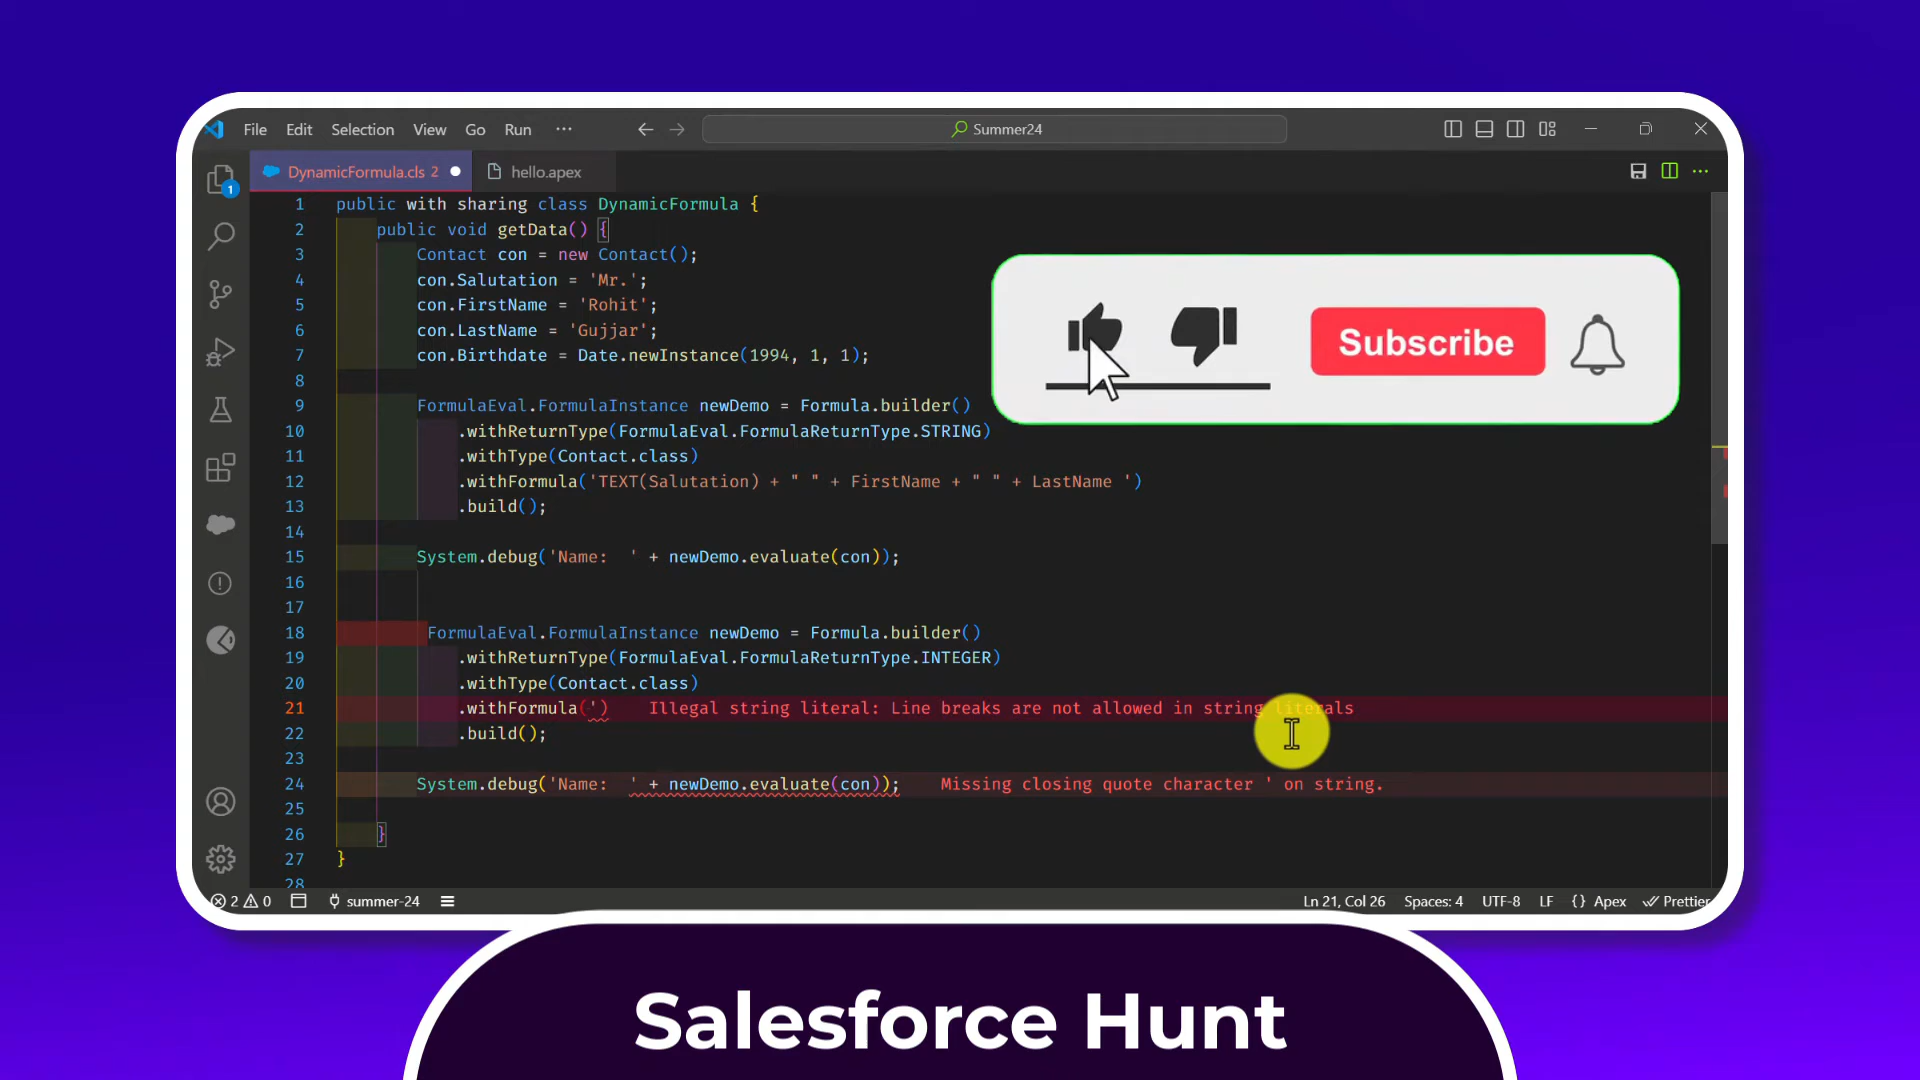 File Edit Selection View Go Run ··· Summer24
DynamicFormula.cls 2 hello.apex
1 public with sharing class DynamicFormula {
2 public void getData() {
3 Contact con = new Contact();
4 con.Salutation = 'Mr.';
5 con.FirstName = 'Rohit';
6 con.LastName = 'Gujjar';
7 con.Birthdate = Date.newInstance(1994, 1, 1);
8
9 FormulaEval.FormulaInstance newDemo = Formula.builder()
10 .withReturnType(FormulaEval.FormulaReturnType.STRING)
11 .withType(Contact.class)
12 .withFormula('TEXT(Salutation) + " " + FirstName + " " + LastName ')
13 .build();
14
15 System.debug('Name:  ' + newDemo.evaluate(con));
16
17
18 FormulaEval.FormulaInstance newDemo = Formula.builder()
19 .withReturnType(FormulaEval.FormulaReturnType.INTEGER)
20 .withType(Contact.class)
21 .withFormula(') Illegal string literal: Line breaks are not allowed in string literals
22 .build();
23
24 System.debug('Name:  ' + newDemo.evaluate(con)); Missing closing quote character ' on string.
25
26 }
27 }
28
Subscribe
1
2 0 summer-24 Ln 21, Col 26 Spaces: 4 UTF-8 LF {} Apex Prettier
Salesforce Hunt